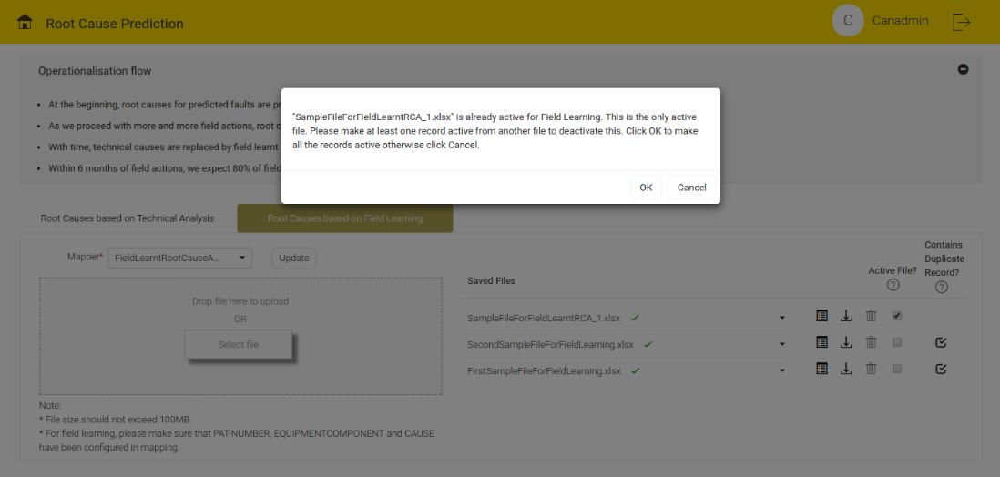 Root Cause Prediction
C
Canadmin
Operationalisation flow
• At the beginning, root causes for predicted faults are pr
• As we proceed with more and more field actions, root c
• With time, technical causes are replaced by field learnt
• Within 6 months of field actions, we expect 80% of field
"SampleFileForFieldLearntRCA_1.xlsx" is already active for Field Learning. This is the only active
file. Please make at least one record active from another file to deactivate this. Click OK to make
all the records active otherwise click Cancel.
OK
Cancel
Root Causes based on Technical Analysis
Root Causes based on Field Learning
Mapper*
FieldLearntRootCauseA...
Update
Drop file here to upload
OR
Select file
Note:
* File size should not exceed 100MB.
* For field learning, please make sure that PAT-NUMBER, EQUIPMENTCOMPONENT and CAUSE
have been configured in mapping.
Saved Files
Active File?
?
Contains
Duplicate
Record?
?
SampleFileForFieldLearntRCA_1.xlsx
SecondSampleFileForFieldLearning.xlsx
FirstSampleFileForFieldLearning.xlsx